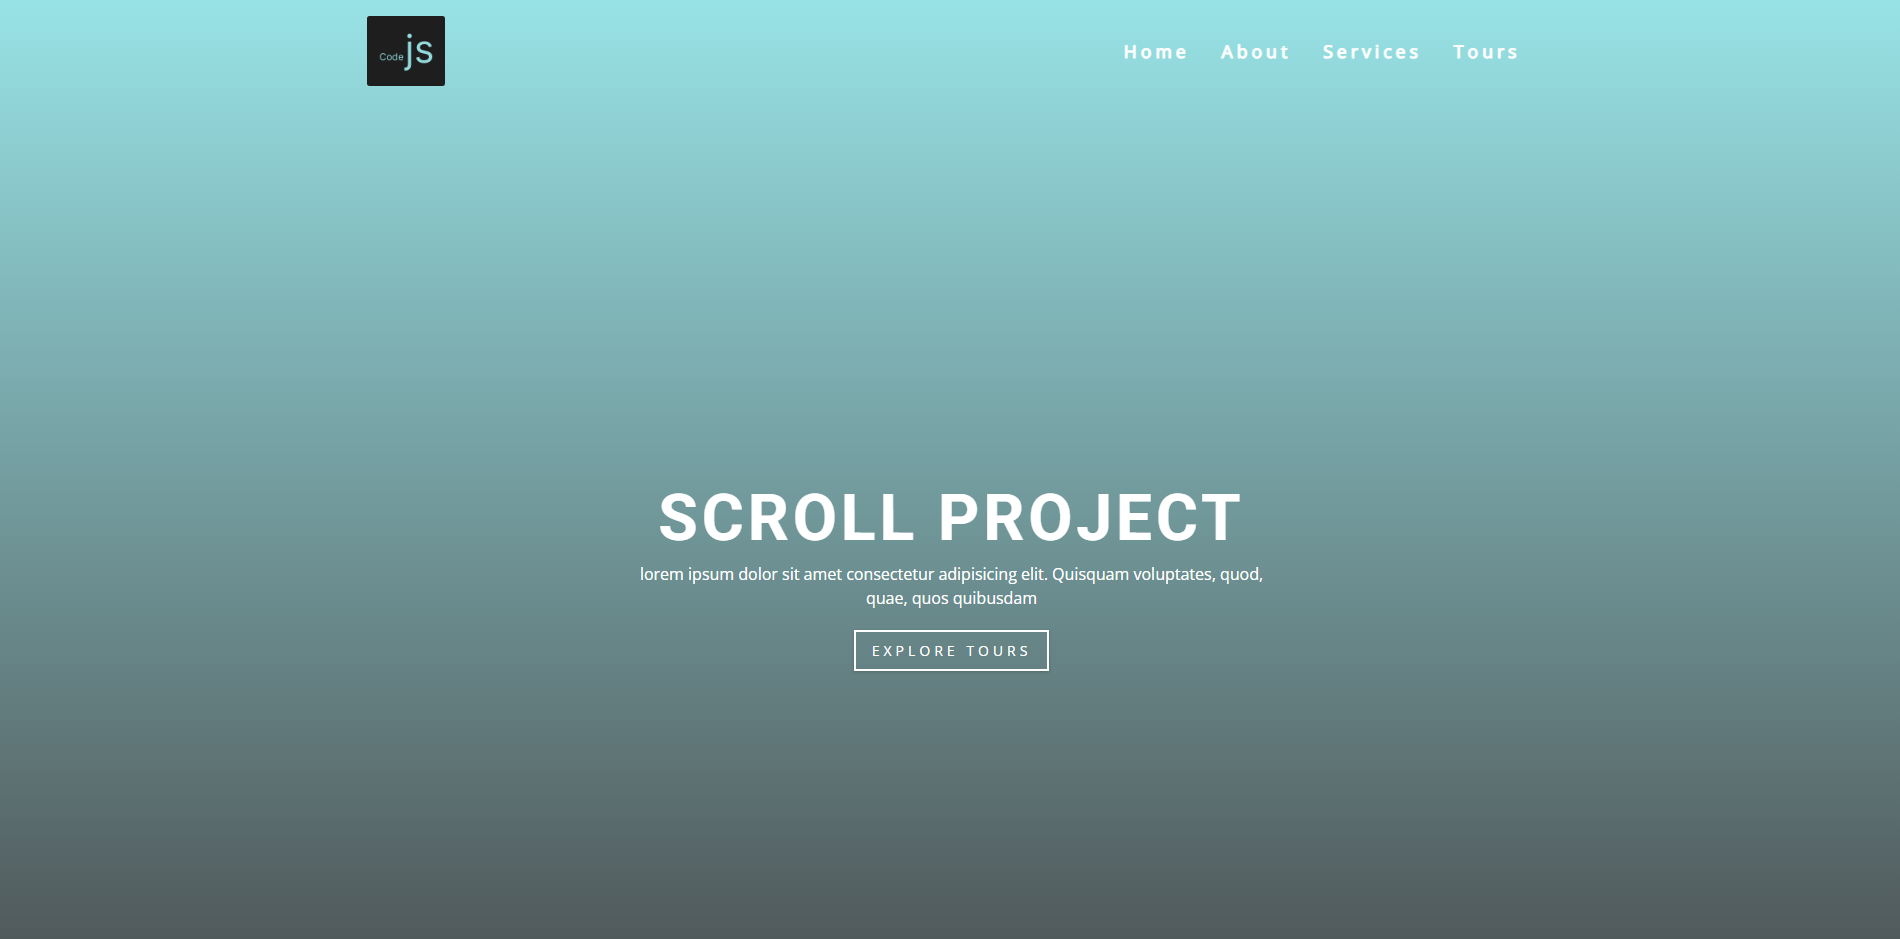 Code js
Home About Services Tours
SCROLL PROJECT
lorem ipsum dolor sit amet consectetur adipisicing elit. Quisquam voluptates, quod,
quae, quos quibusdam
EXPLORE TOURS